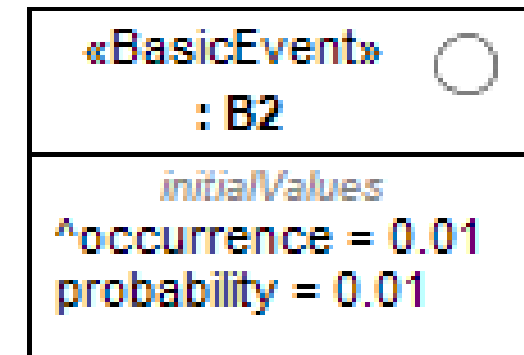 «BasicEvent»
: B2
initialValues
^occurrence = 0.01
probability = 0.01